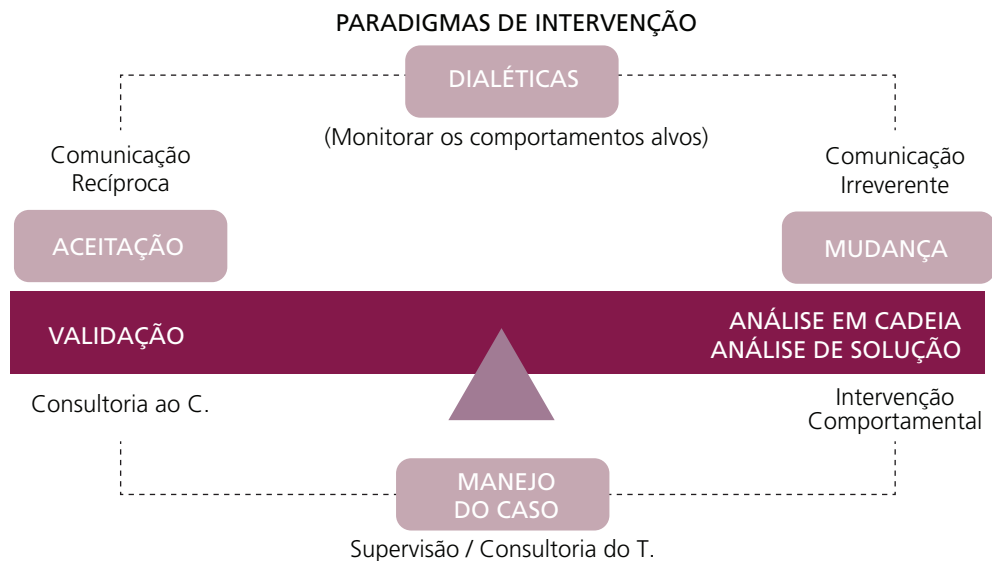 PARADIGMAS DE INTERVENÇÃO
DIALÉTICAS
(Monitorar os comportamentos alvos)
Comunicação
Recíproca
Comunicação
Irreverente
ACEITAÇÃO
MUDANÇA
VALIDAÇÃO
ANÁLISE EM CADEIA
ANÁLISE DE SOLUÇÃO
Consultoria ao C.
Intervenção
Comportamental
MANEJO
DO CASO
Supervisão / Consultoria do T.